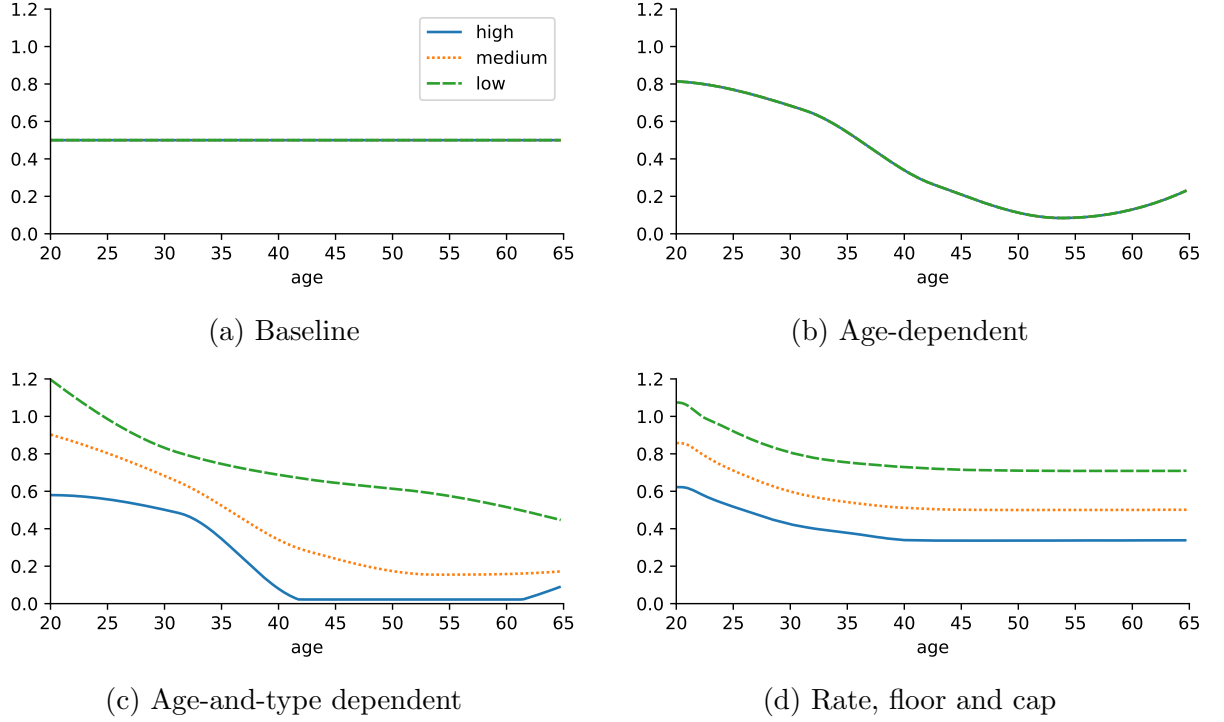 1.2
1.0
0.8
0.6
0.4
0.2
0.0
20 25 30 35 40 45 50 55 60 65
age
high
medium
low
(a) Baseline
1.2
1.0
0.8
0.6
0.4
0.2
0.0
20 25 30 35 40 45 50 55 60 65
age
(b) Age-dependent
1.2
1.0
0.8
0.6
0.4
0.2
0.0
20 25 30 35 40 45 50 55 60 65
age
(c) Age-and-type dependent
1.2
1.0
0.8
0.6
0.4
0.2
0.0
20 25 30 35 40 45 50 55 60 65
age
(d) Rate, floor and cap